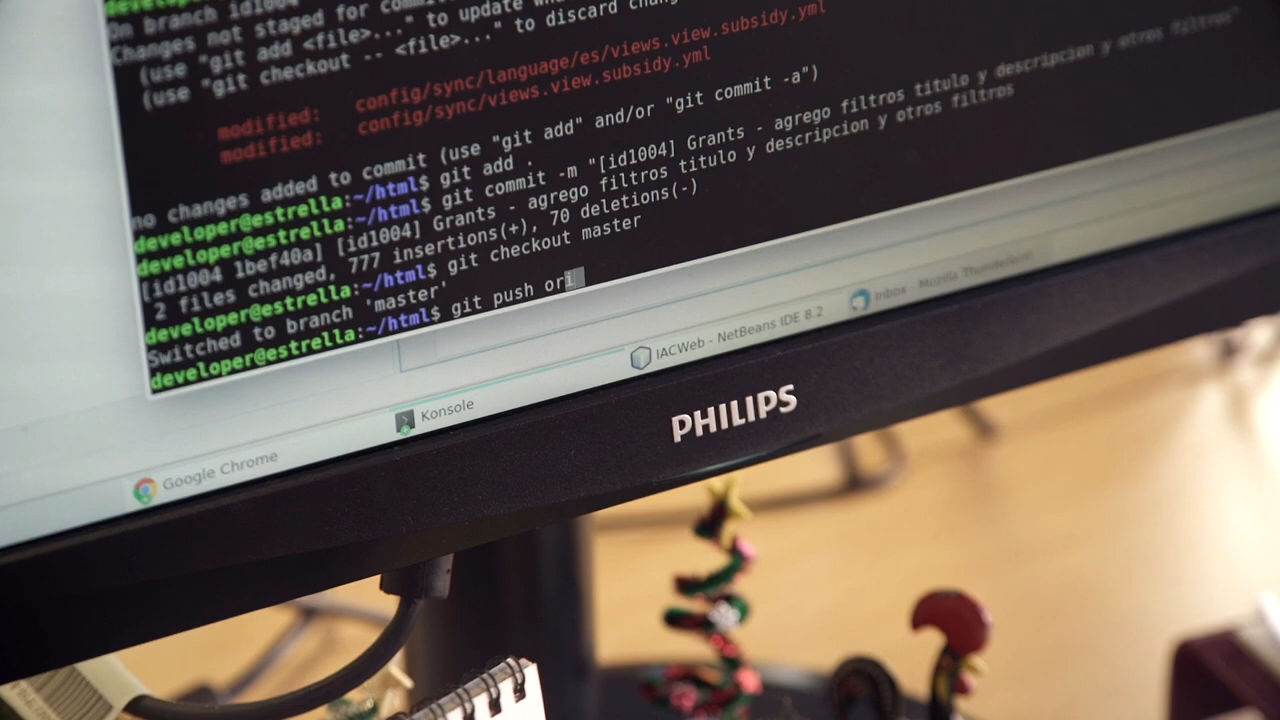 On branch id1004
Changes not staged for commit
(use "git add <file>..." to update what
(use "git checkout -- <file>..." to discard changes
modified: config/sync/language/es/views.view.subsidy.yml
modified: config/sync/views.view.subsidy.yml
no changes added to commit (use "git add" and/or "git commit -a")
developer@estrella:~/html$ git add .
developer@estrella:~/html$ git commit -m "[id1004] Grants - agrego filtros titulo y descripcion y otros filtros"
[id1004 1bef40a] [id1004] Grants - agrego filtros titulo y descripcion y otros filtros
2 files changed, 777 insertions(+), 70 deletions(-)
developer@estrella:~/html$ git checkout master
Switched to branch 'master'
developer@estrella:~/html$ git push ori
Google Chrome
Konsole
IACWeb - NetBeans IDE 8.2
Inbox - Mozilla Thunderbird
PHILIPS